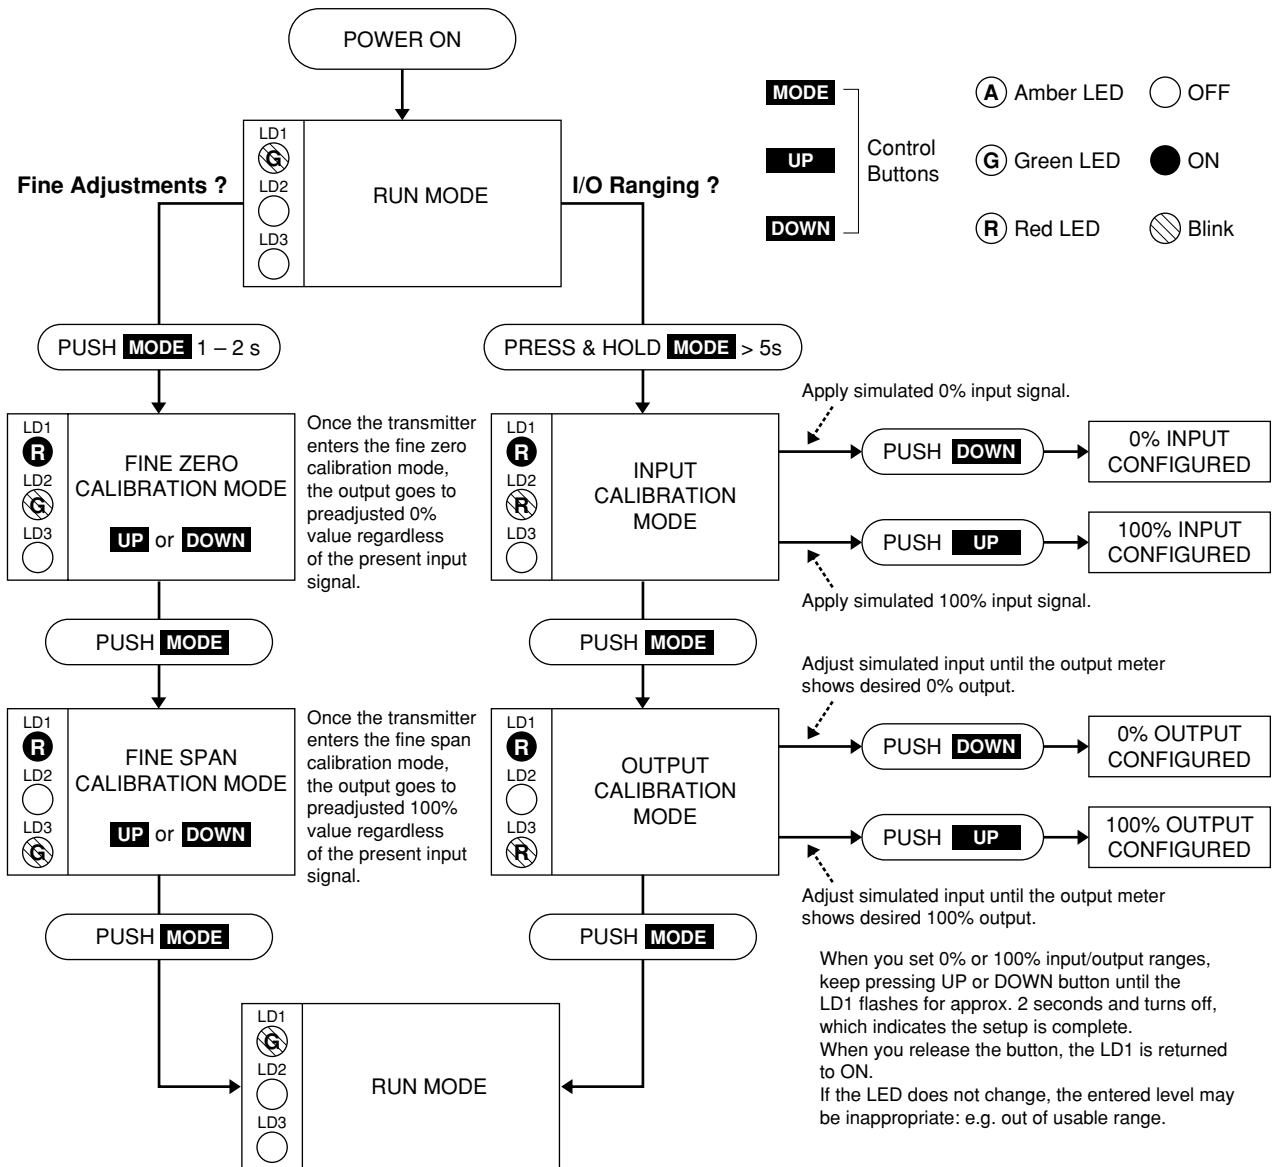 POWER ON
MODE
UP
DOWN
Control
Buttons
A Amber LED
G Green LED
R Red LED
OFF
ON
Blink
Fine Adjustments ?
I/O Ranging ?
LD1
G
LD2
LD3
RUN MODE
PUSH MODE 1 – 2 s
PRESS & HOLD MODE > 5s
LD1
R
LD2
G
LD3
FINE ZERO
CALIBRATION MODE
UP or DOWN
Once the transmitter
enters the fine zero
calibration mode,
the output goes to
preadjusted 0%
value regardless
of the present input
signal.
LD1
R
LD2
R
LD3
INPUT
CALIBRATION
MODE
Apply simulated 0% input signal.
PUSH DOWN
0% INPUT
CONFIGURED
PUSH UP
100% INPUT
CONFIGURED
Apply simulated 100% input signal.
PUSH MODE
PUSH MODE
LD1
R
LD2
LD3
G
FINE SPAN
CALIBRATION MODE
UP or DOWN
Once the transmitter
enters the fine span
calibration mode,
the output goes to
preadjusted 100%
value regardless
of the present input
signal.
LD1
R
LD2
LD3
R
OUTPUT
CALIBRATION
MODE
Adjust simulated input until the output meter
shows desired 0% output.
PUSH DOWN
0% OUTPUT
CONFIGURED
PUSH UP
100% OUTPUT
CONFIGURED
Adjust simulated input until the output meter
shows desired 100% output.
PUSH MODE
PUSH MODE
LD1
G
LD2
LD3
RUN MODE
When you set 0% or 100% input/output ranges,
keep pressing UP or DOWN button until the
LD1 flashes for approx. 2 seconds and turns off,
which indicates the setup is complete.
When you release the button, the LD1 is returned
to ON.
If the LED does not change, the entered level may
be inappropriate: e.g. out of usable range.